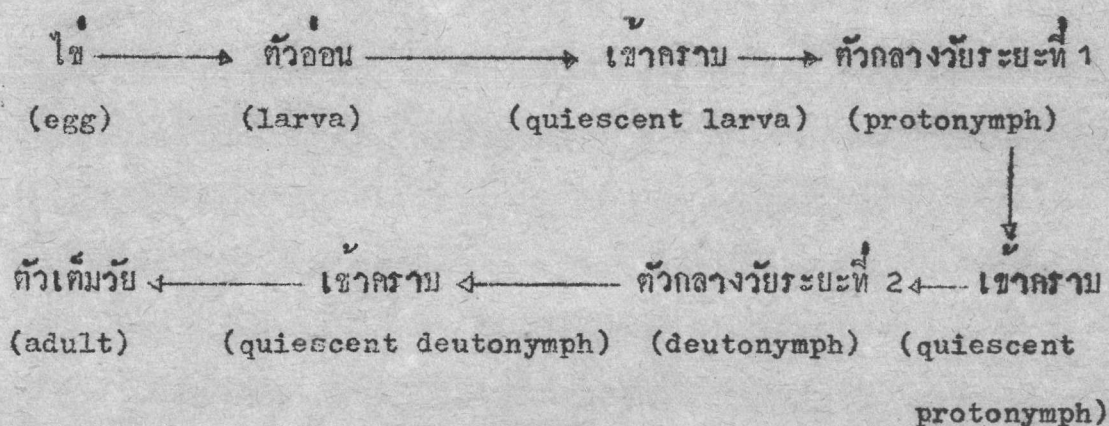 ไข่ ตัวอ่อน เข้าคราบ ตัวกลางวัยระยะที่ 1
(egg) (larva) (quiescent larva) (protonymph)
ตัวเต็มวัย เข้าคราบ ตัวกลางวัยระยะที่ 2 เข้าคราบ
(adult) (quiescent deutonymph) (deutonymph) (quiescent
protonymph)